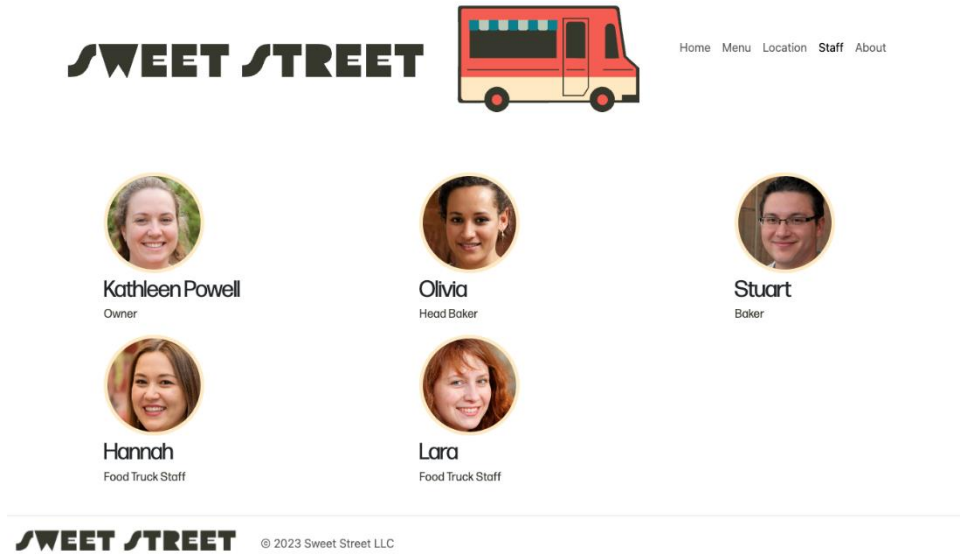 SWEET STREET
Home Menu Location Staff About
Kathleen Powell
Owner
Olivia
Head Baker
Stuart
Baker
Hannah
Food Truck Staff
Lara
Food Truck Staff
SWEET STREET © 2023 Sweet Street LLC